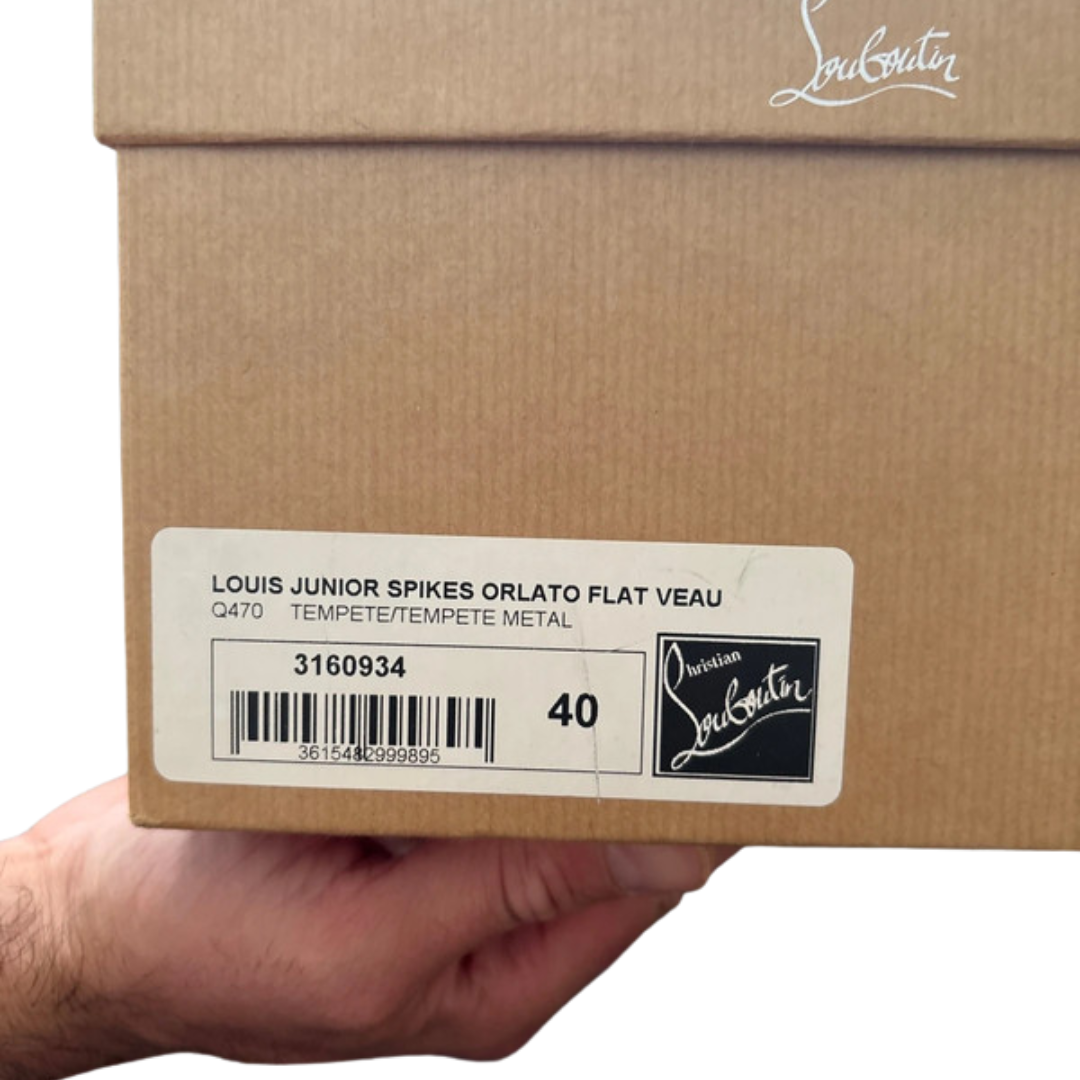 Louboutin
LOUIS JUNIOR SPIKES ORLATO FLAT VEAU
Q470 TEMPETE/TEMPETE METAL
3160934
40
3615482999895
Christian
Louboutin